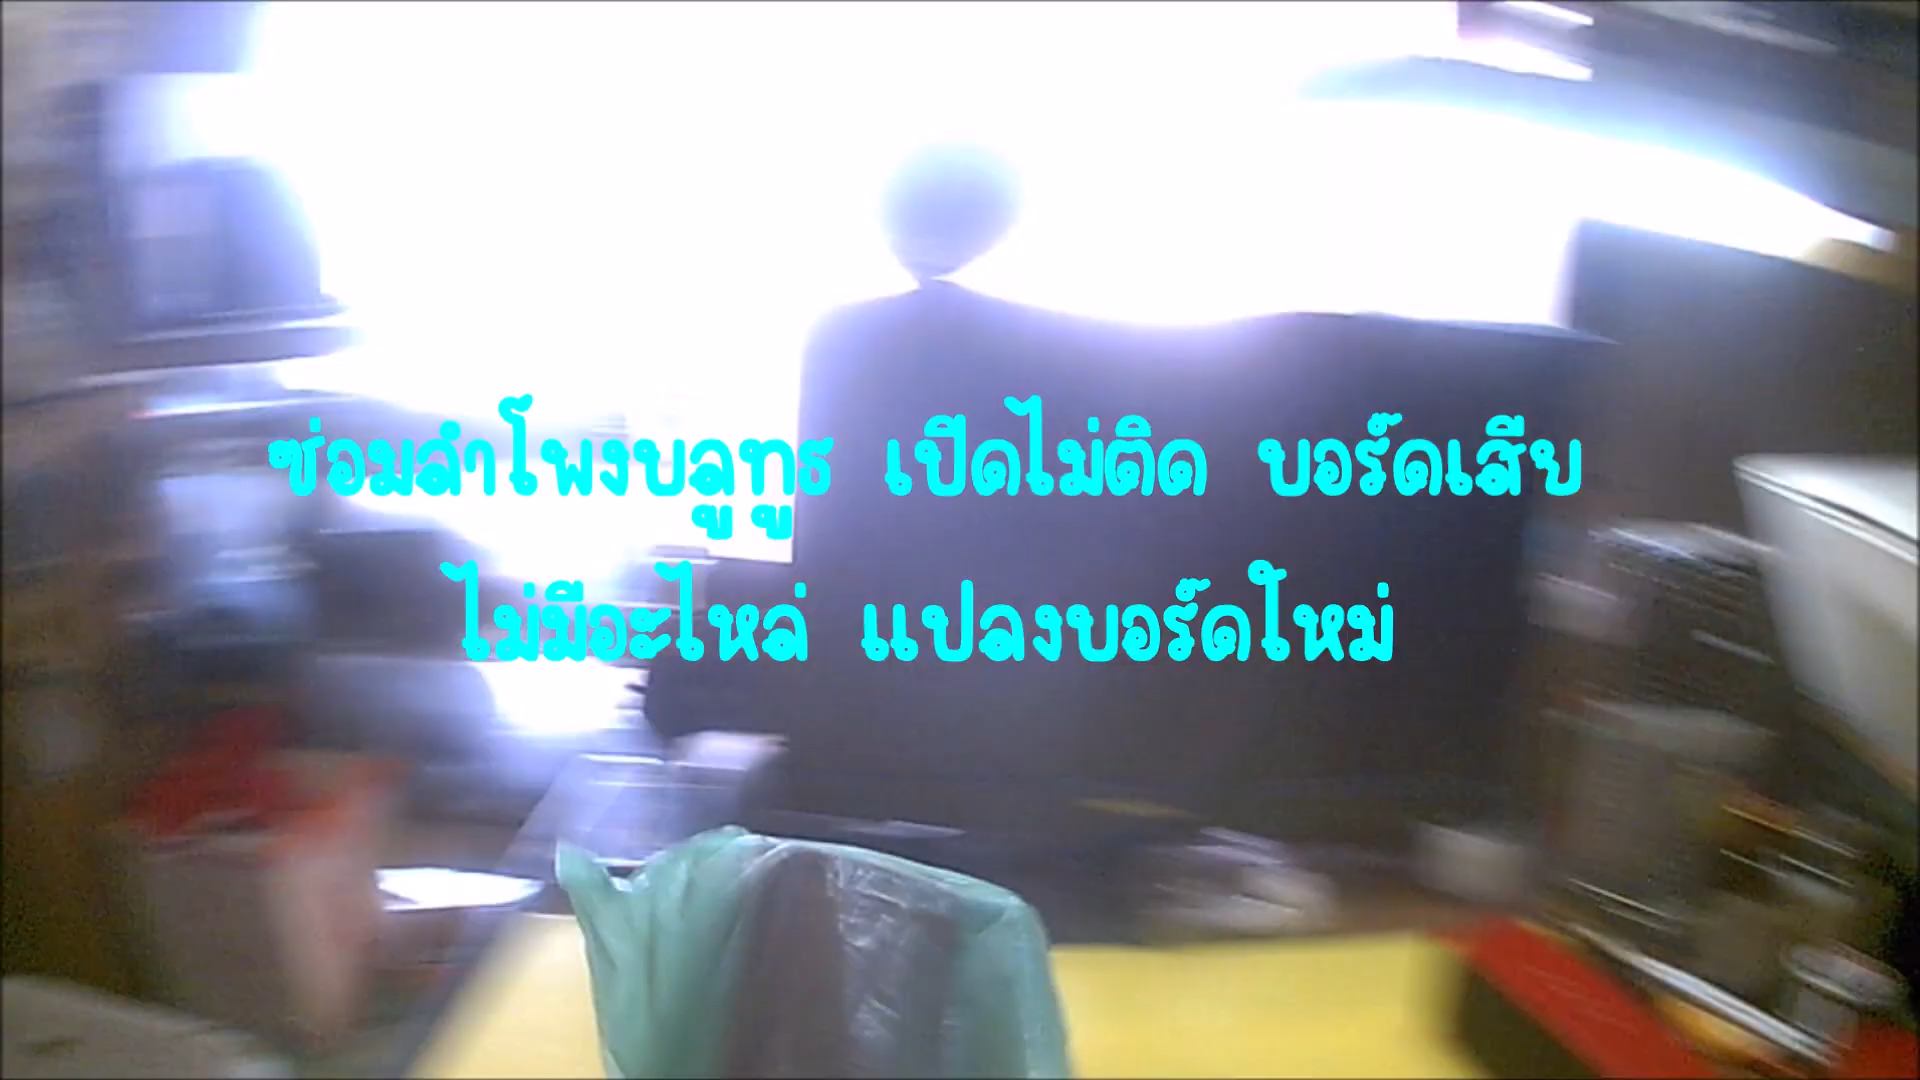 ซ่อมลำโพงบลูทูธ เปิดไม่ติด บอร์ดเสีย
ไม่มีอะไหล่ แปลงบอร์ดใหม่